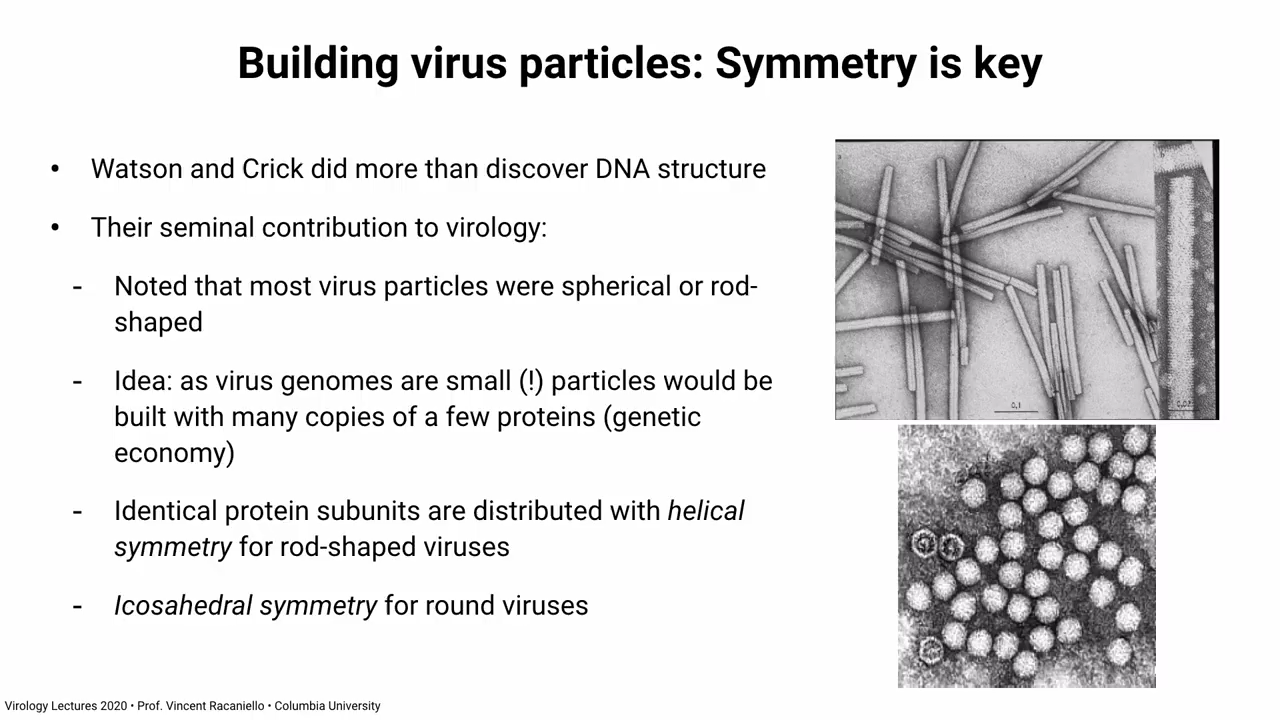 Building virus particles: Symmetry is key
• Watson and Crick did more than discover DNA structure
• Their seminal contribution to virology:
- Noted that most virus particles were spherical or rod-
shaped
- Idea: as virus genomes are small (!) particles would be
built with many copies of a few proteins (genetic
economy)
- Identical protein subunits are distributed with helical
symmetry for rod-shaped viruses
- Icosahedral symmetry for round viruses
0,1
Virology Lectures 2020 • Prof. Vincent Racaniello • Columbia University